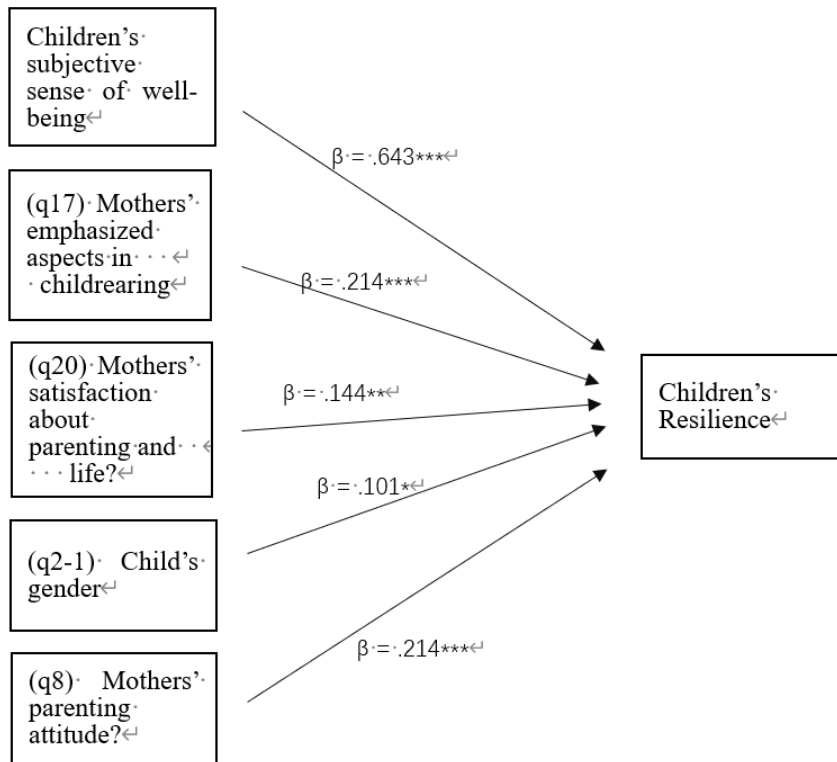 Children's
subjective
sense of well-
being
β = .643***
(q17) Mothers'
emphasized
aspects in
childrearing
β = .214***
(q20) Mothers'
satisfaction
about
parenting and
life?
β = .144**
Children's
Resilience
β = .101*
(q2-1) Child's
gender
β = .214***
(q8) Mothers'
parenting
attitude?